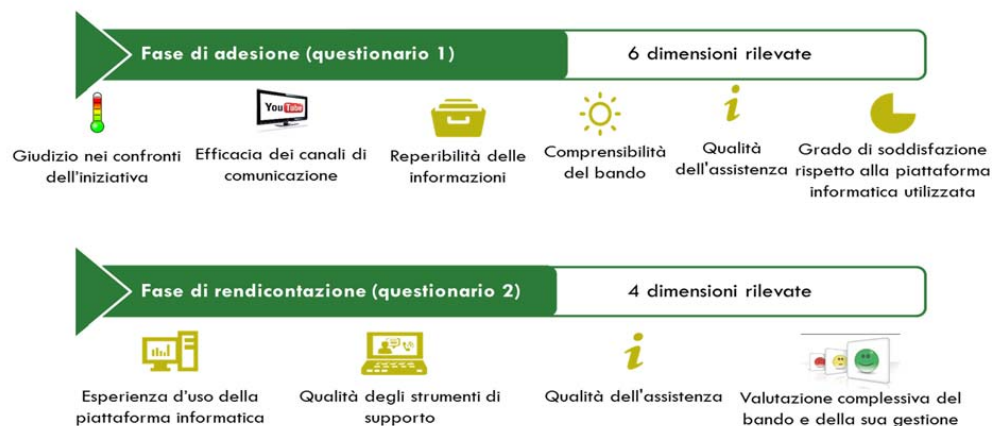 Fase di adesione (questionario 1)
6 dimensioni rilevate
YouTube
Giudizio nei confronti
dell'iniziativa
Efficacia dei canali di
comunicazione
Reperibilità delle
informazioni
Comprensibilità
del bando
Qualità
dell'assistenza
Grado di soddisfazione
rispetto alla piattaforma
informatica utilizzata
Fase di rendicontazione (questionario 2)
4 dimensioni rilevate
Esperienza d'uso della
piattaforma informatica
Qualità degli strumenti di
supporto
Qualità dell'assistenza
Valutazione complessiva del
bando e della sua gestione